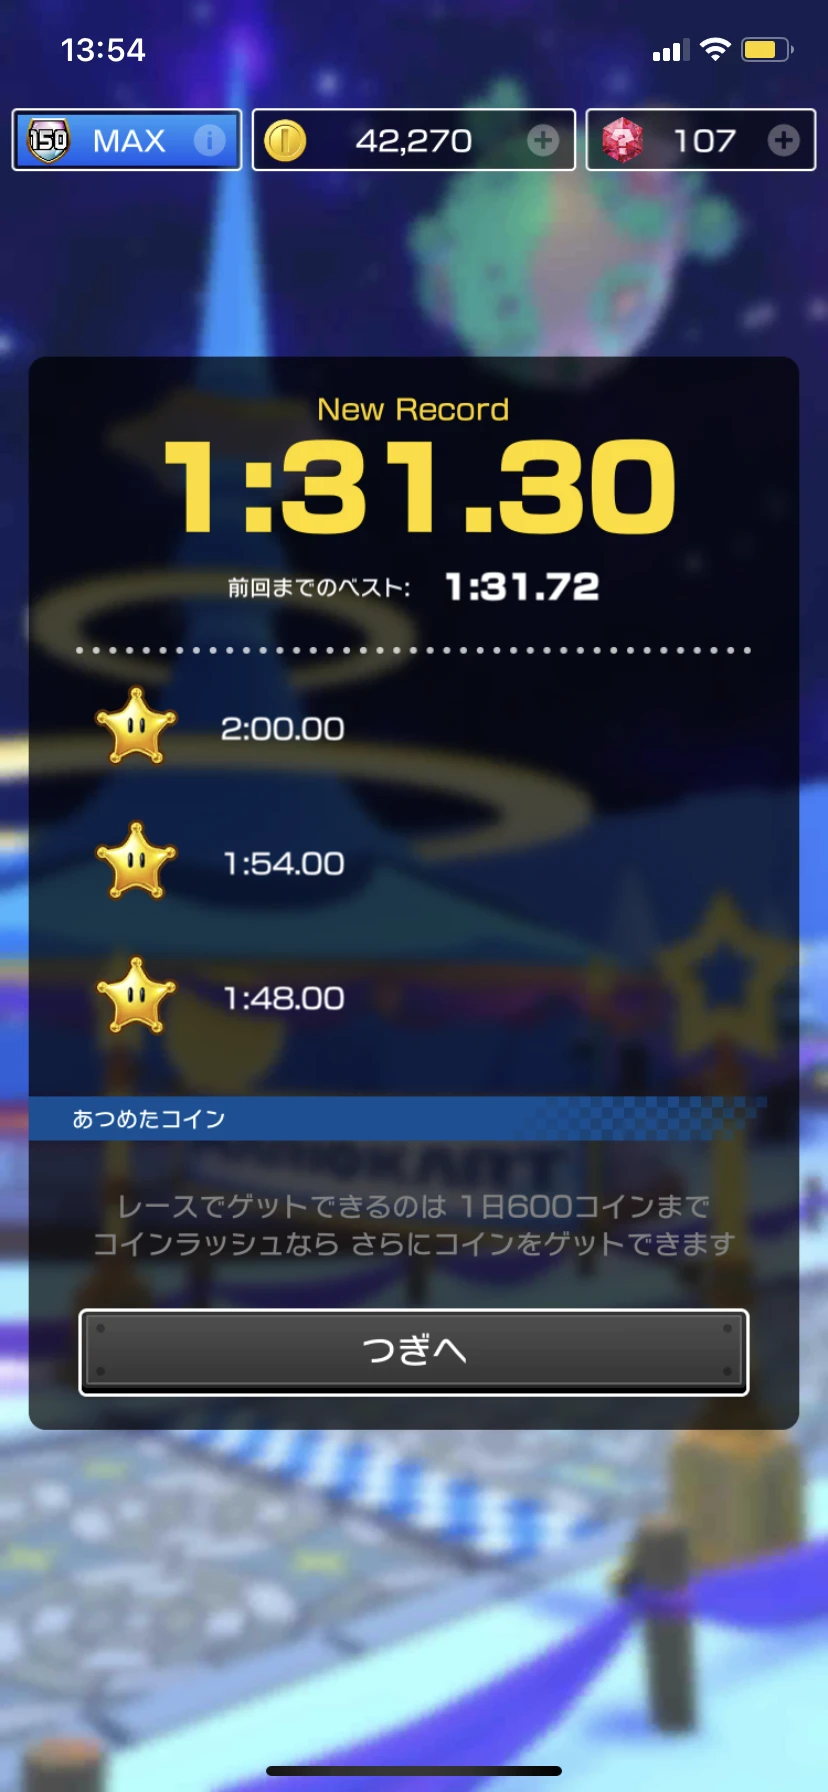 13:54
150 MAX i 42,270 + 107 +
New Record
1:31.30
前回までのベスト: 1:31.72
2:00.00
1:54.00
1:48.00
あつめたコイン
レースでゲットできるのは 1日600コインまで
コインラッシュなら さらにコインをゲットできます
つぎへ